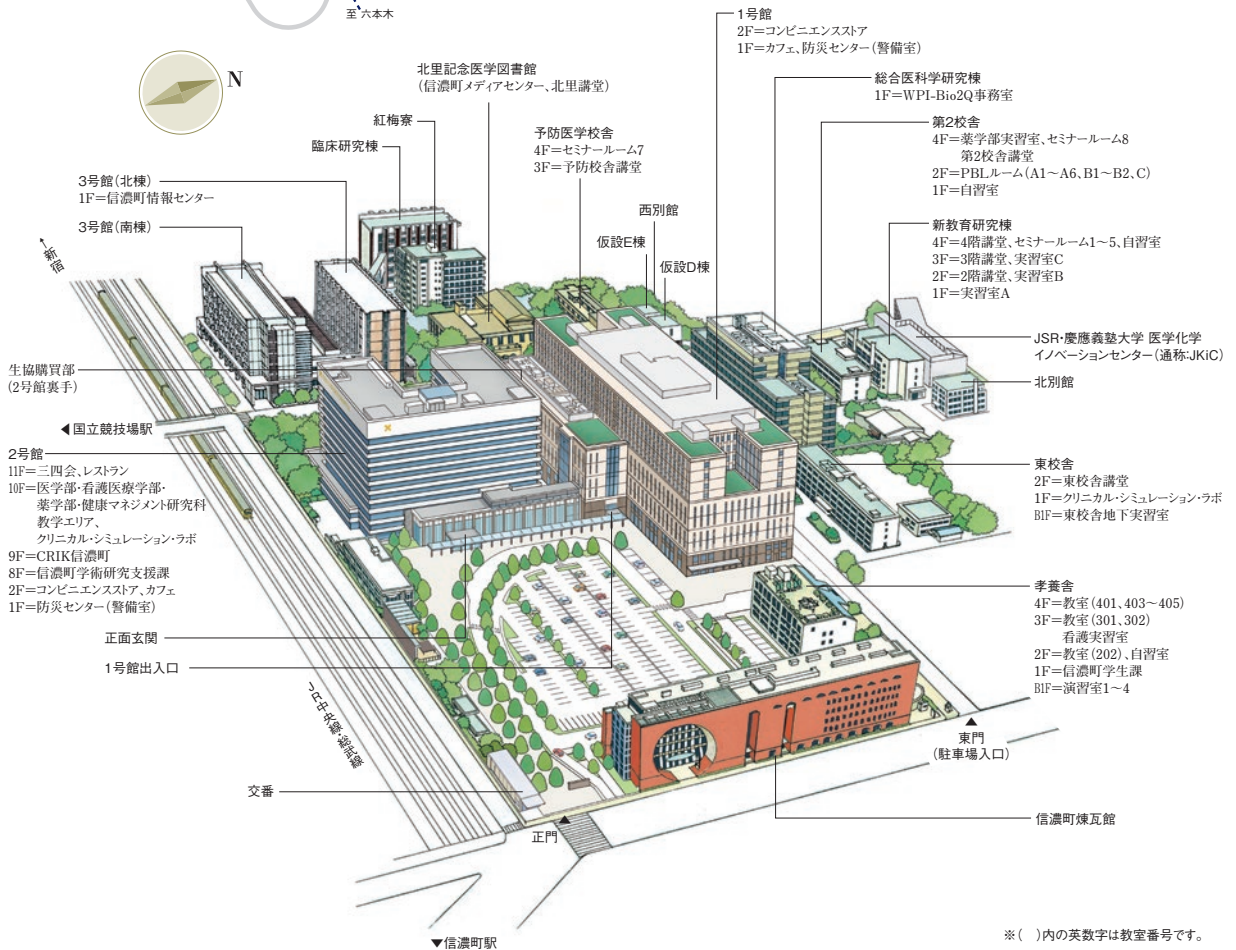 至 六本木
N
1号館
2F=コンビニエンスストア
1F=カフェ、防災センター(警備室)
北里記念医学図書館
(信濃町メディアセンター、北里講堂)
総合医科学研究棟
1F=WPI-Bio2Q事務室
紅梅寮
臨床研究棟
予防医学校舎
4F=セミナールーム7
3F=予防校舎講堂
第2校舎
4F=薬学部実習室、セミナールーム8
第2校舎講堂
2F=PBLルーム(A1〜A6、B1〜B2、C)
1F=自習室
3号館(北棟)
1F=信濃町情報センター
3号館(南棟)
西別館
仮設E棟
仮設D棟
新教育研究棟
4F=4階講堂、セミナールーム1〜5、自習室
3F=3階講堂、実習室C
2F=2階講堂、実習室B
1F=実習室A
←新宿
JSR・慶應義塾大学 医学化学
イノベーションセンター(通称:JKiC)
北別館
生協購買部
(2号館裏手)
◀国立競技場駅
2号館
11F=三四会、レストラン
10F=医学部・看護医療学部・
薬学部・健康マネジメント研究科
教学エリア、
クリニカル・シミュレーション・ラボ
9F=CRIK信濃町
8F=信濃町学術研究支援課
2F=コンビニエンスストア、カフェ
1F=防災センター(警備室)
東校舎
2F=東校舎講堂
1F=クリニカル・シミュレーション・ラボ
B1F=東校舎地下実習室
孝養舎
4F=教室(401、403〜405)
3F=教室(301、302)
看護実習室
2F=教室(202)、自習室
1F=信濃町学生課
B1F=演習室1〜4
正面玄関
1号館出入口
JR中央線・総武線
▲
東門
(駐車場入口)
交番
▲
正門
信濃町煉瓦館
▼信濃町駅
※( )内の英数字は教室番号です。